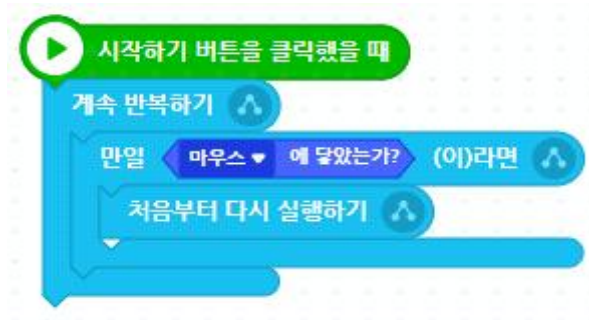 시작하기 버튼을 클릭했을 때
계속 반복하기
만일 마우스 에 닿았는가? (이)라면
처음부터 다시 실행하기